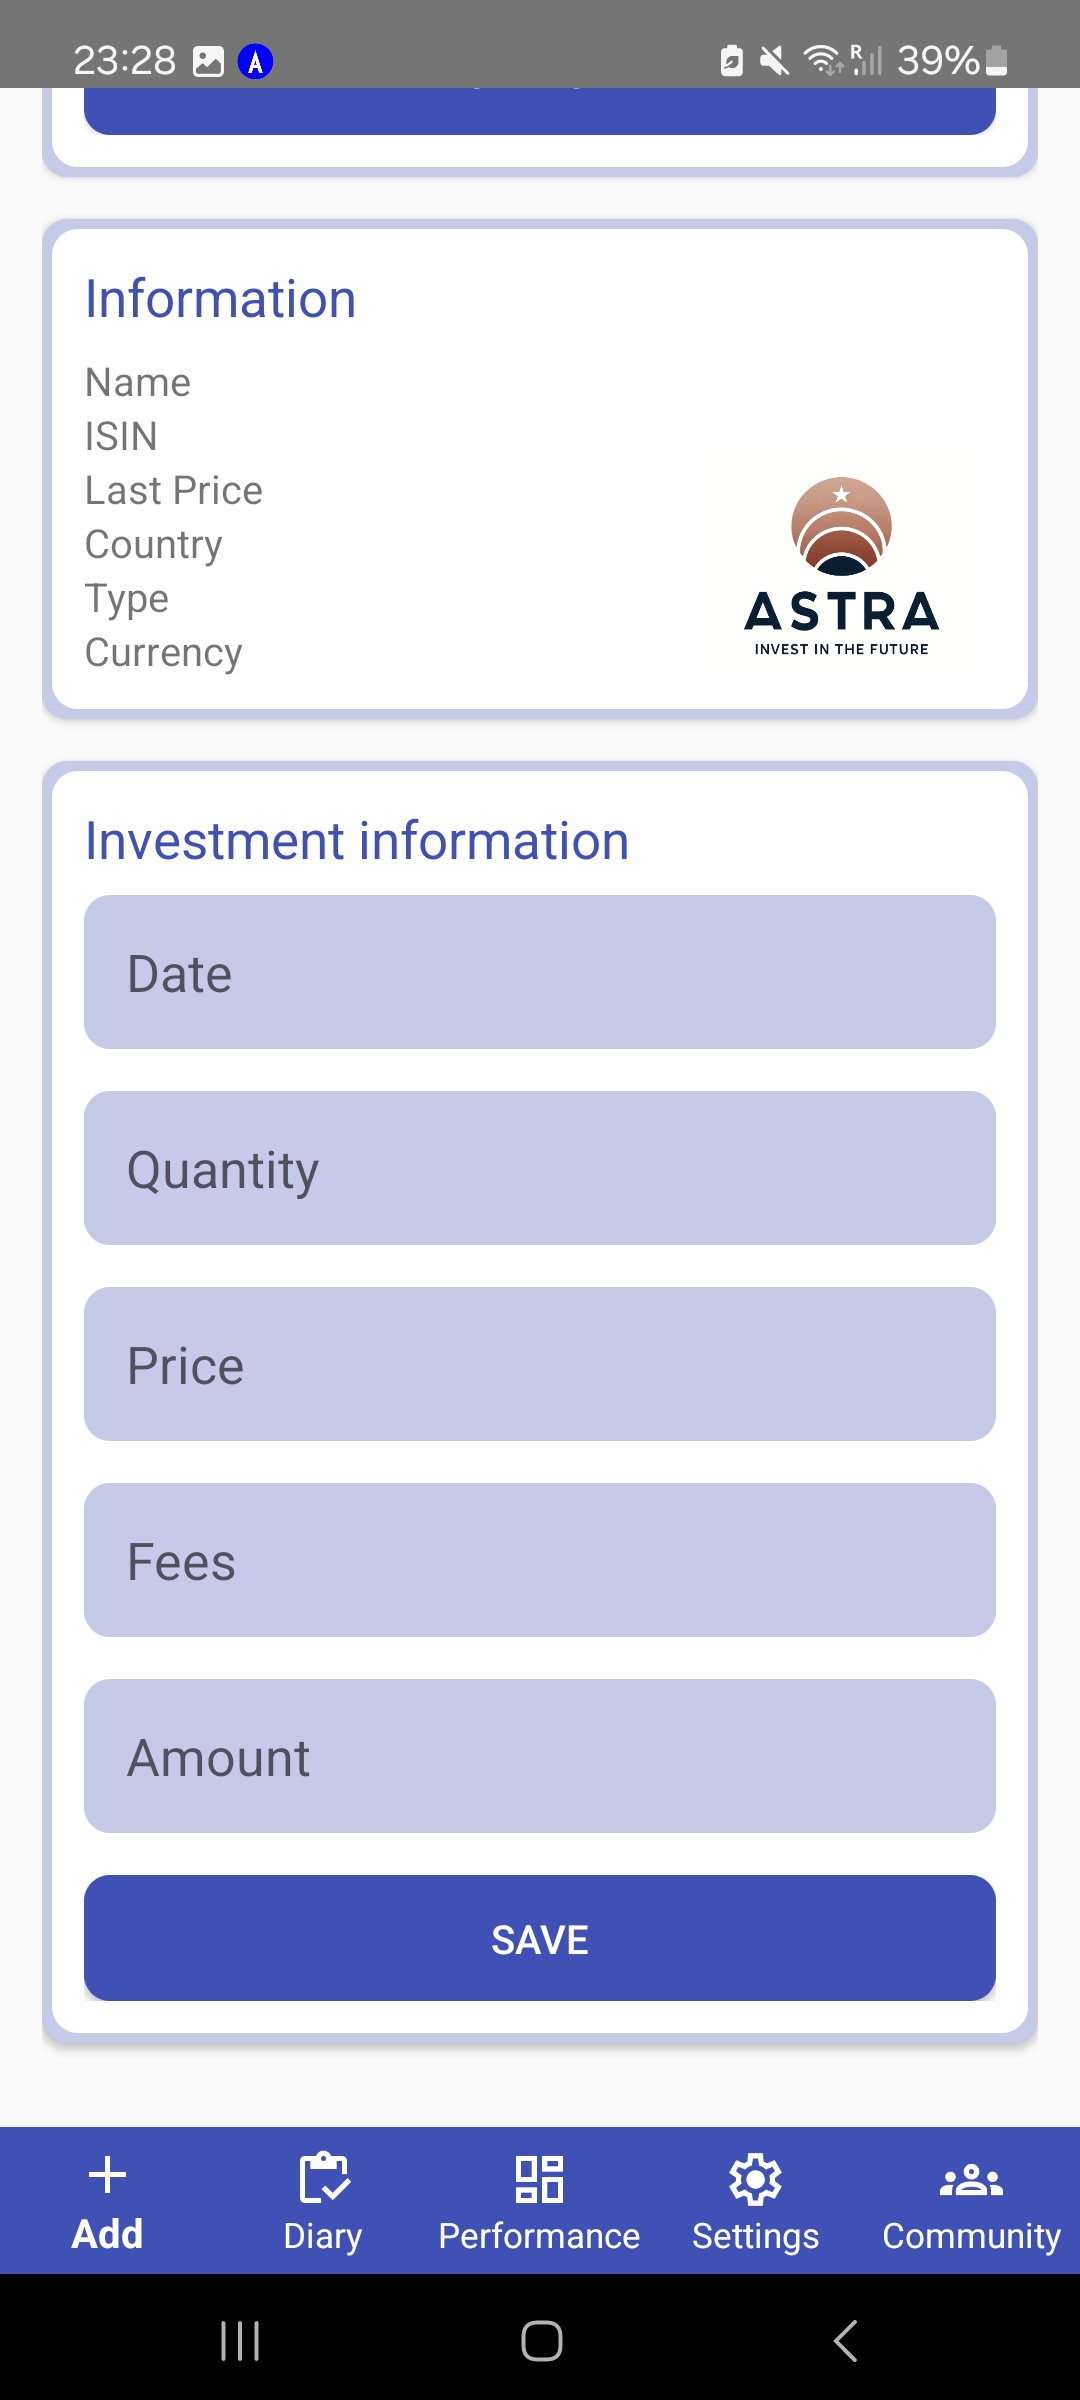 23:28 A R 39%
Information
Name
ISIN
Last Price
Country
Type
Currency
ASTRA
INVEST IN THE FUTURE
Investment information
Date
Quantity
Price
Fees
Amount
SAVE
Add Diary Performance Settings Community